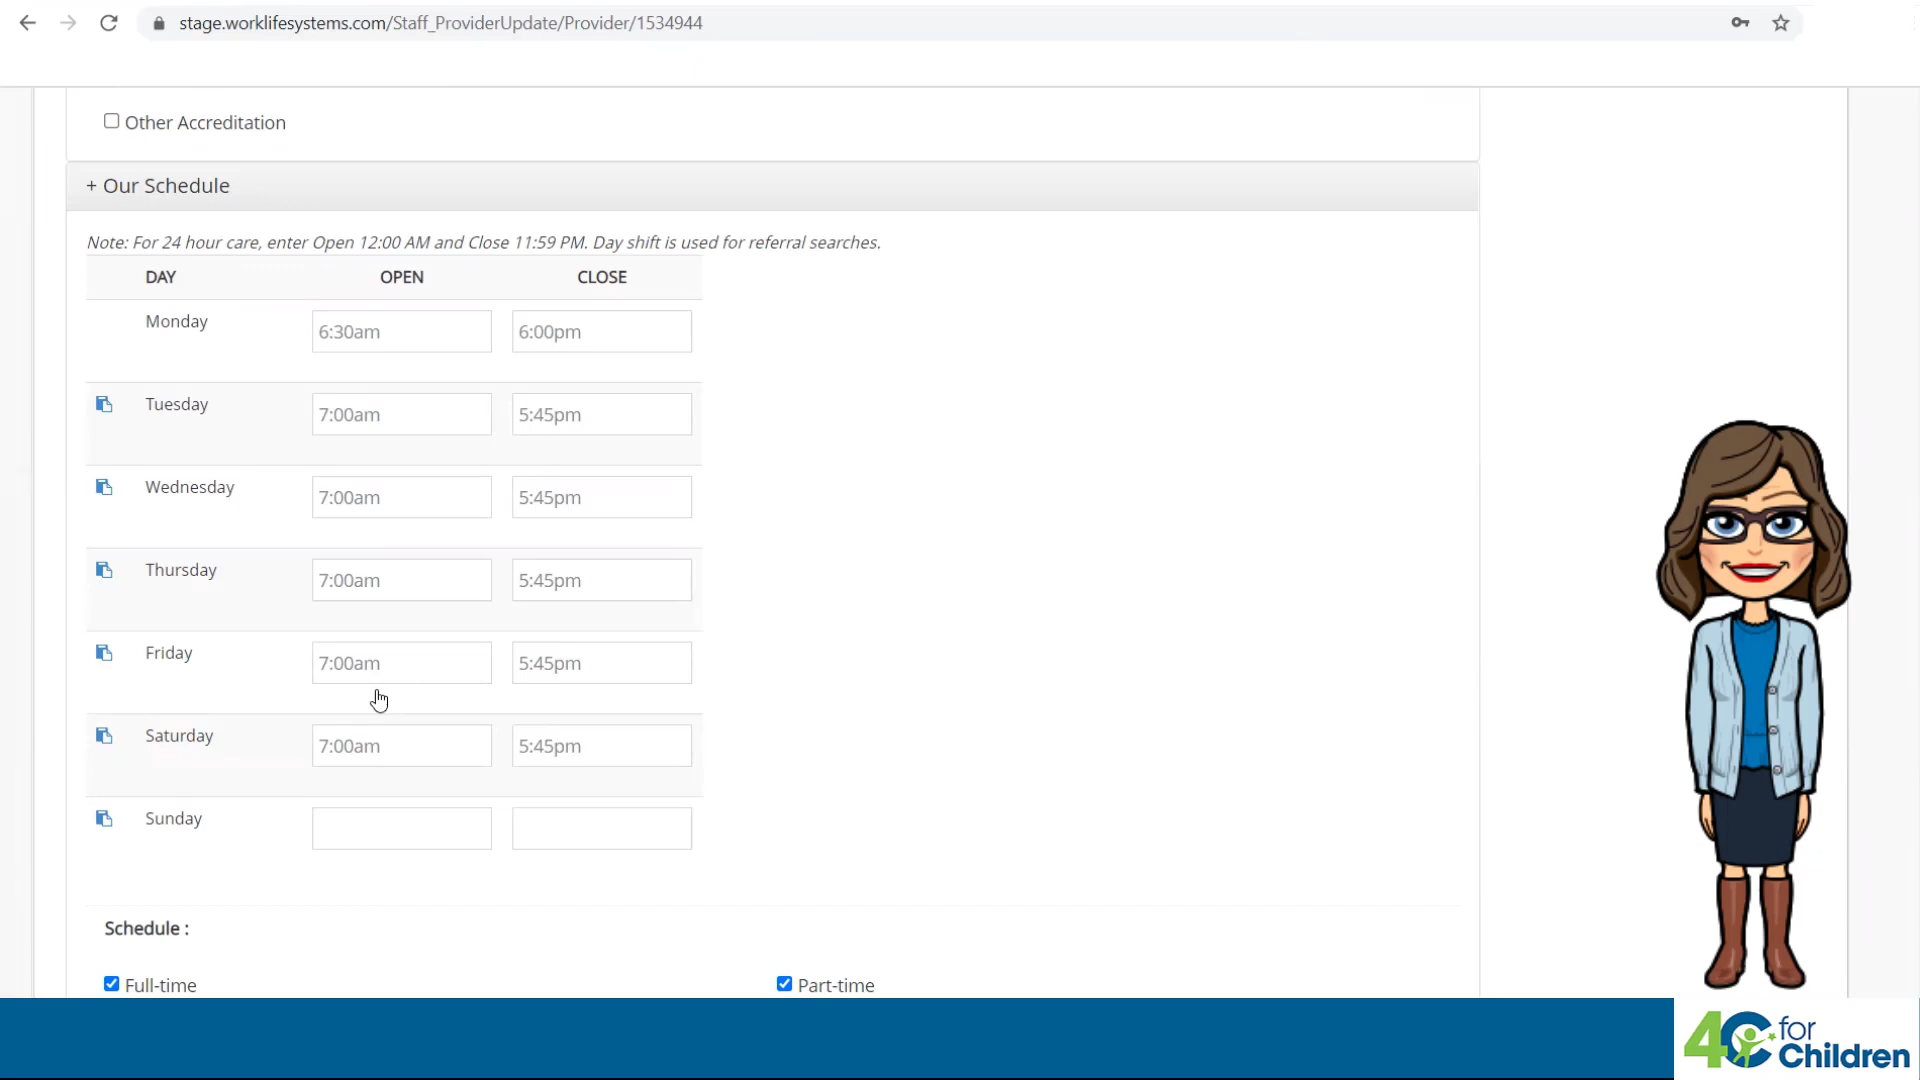 stage.worklifesystems.com/Staff_ProviderUpdate/Provider/1534944
Other Accreditation
+ Our Schedule
Note: For 24 hour care, enter Open 12:00 AM and Close 11:59 PM. Day shift is used for referral searches.
DAY OPEN CLOSE
Monday 6:30am 6:00pm
Tuesday 7:00am 5:45pm
Wednesday 7:00am 5:45pm
Thursday 7:00am 5:45pm
Friday 7:00am 5:45pm
Saturday 7:00am 5:45pm
Sunday
Schedule :
Full-time Part-time
4C for
Children